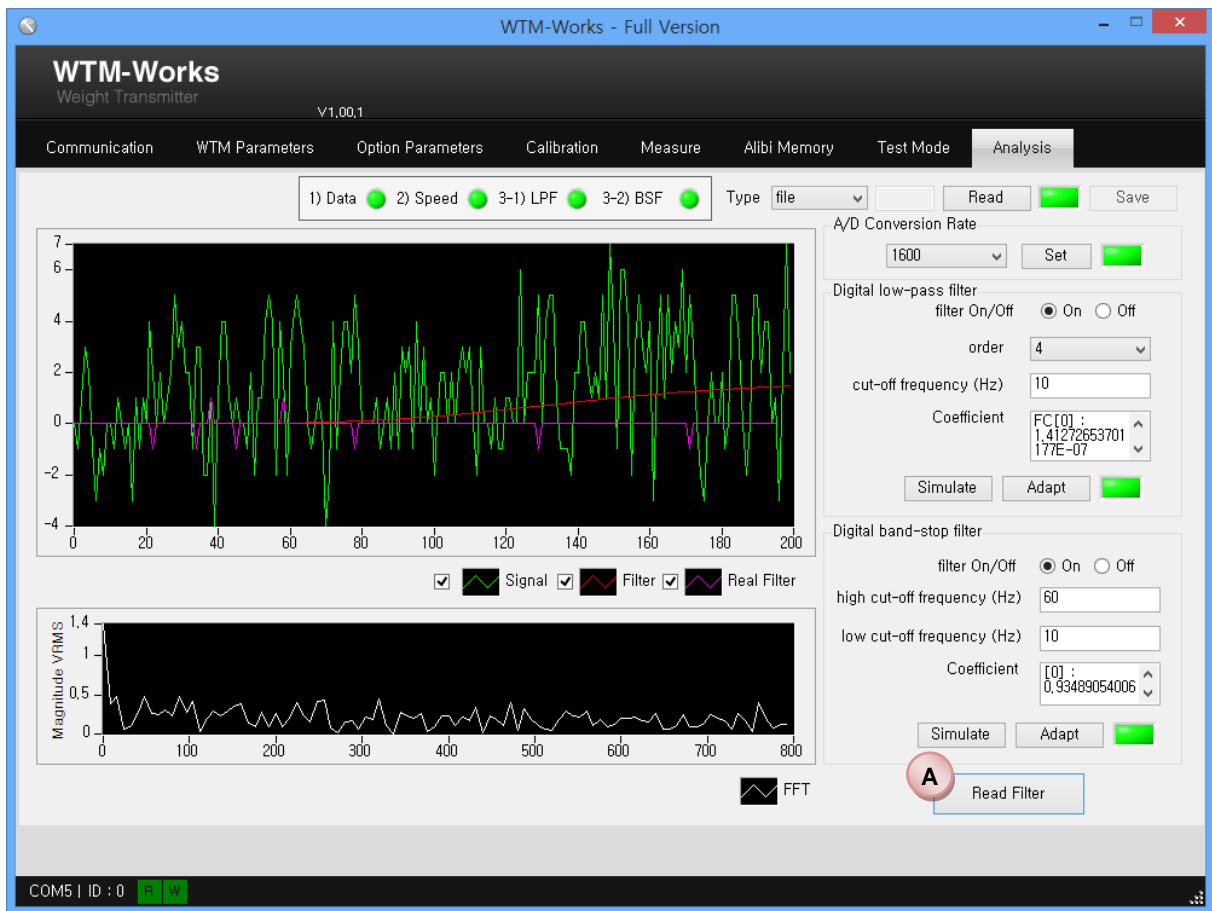 WTM-Works - Full Version
WTM-Works
Weight Transmitter
V1,00,1
Communication WTM Parameters Option Parameters Calibration Measure Alibi Memory Test Mode Analysis
1) Data 2) Speed 3-1) LPF 3-2) BSF Type file Read Save
A/D Conversion Rate
1600 Set
Digital low-pass filter
filter On/Off On Off
order 4
cut-off frequency (Hz) 10
Coefficient FC[0] :
1,41272653701
177E-07
Simulate Adapt
7
6
4
2
0
-2
-4
0 20 40 60 80 100 120 140 160 180 200
Signal Filter Real Filter
Digital band-stop filter
filter On/Off On Off
high cut-off frequency (Hz) 60
low cut-off frequency (Hz) 10
Coefficient [0] :
0,93489054006
Simulate Adapt
Magnitude VRMS
1,4
1
0,5
0
0 100 200 300 400 500 600 700 800
FFT
A
Read Filter
COM5 | ID : 0 R W